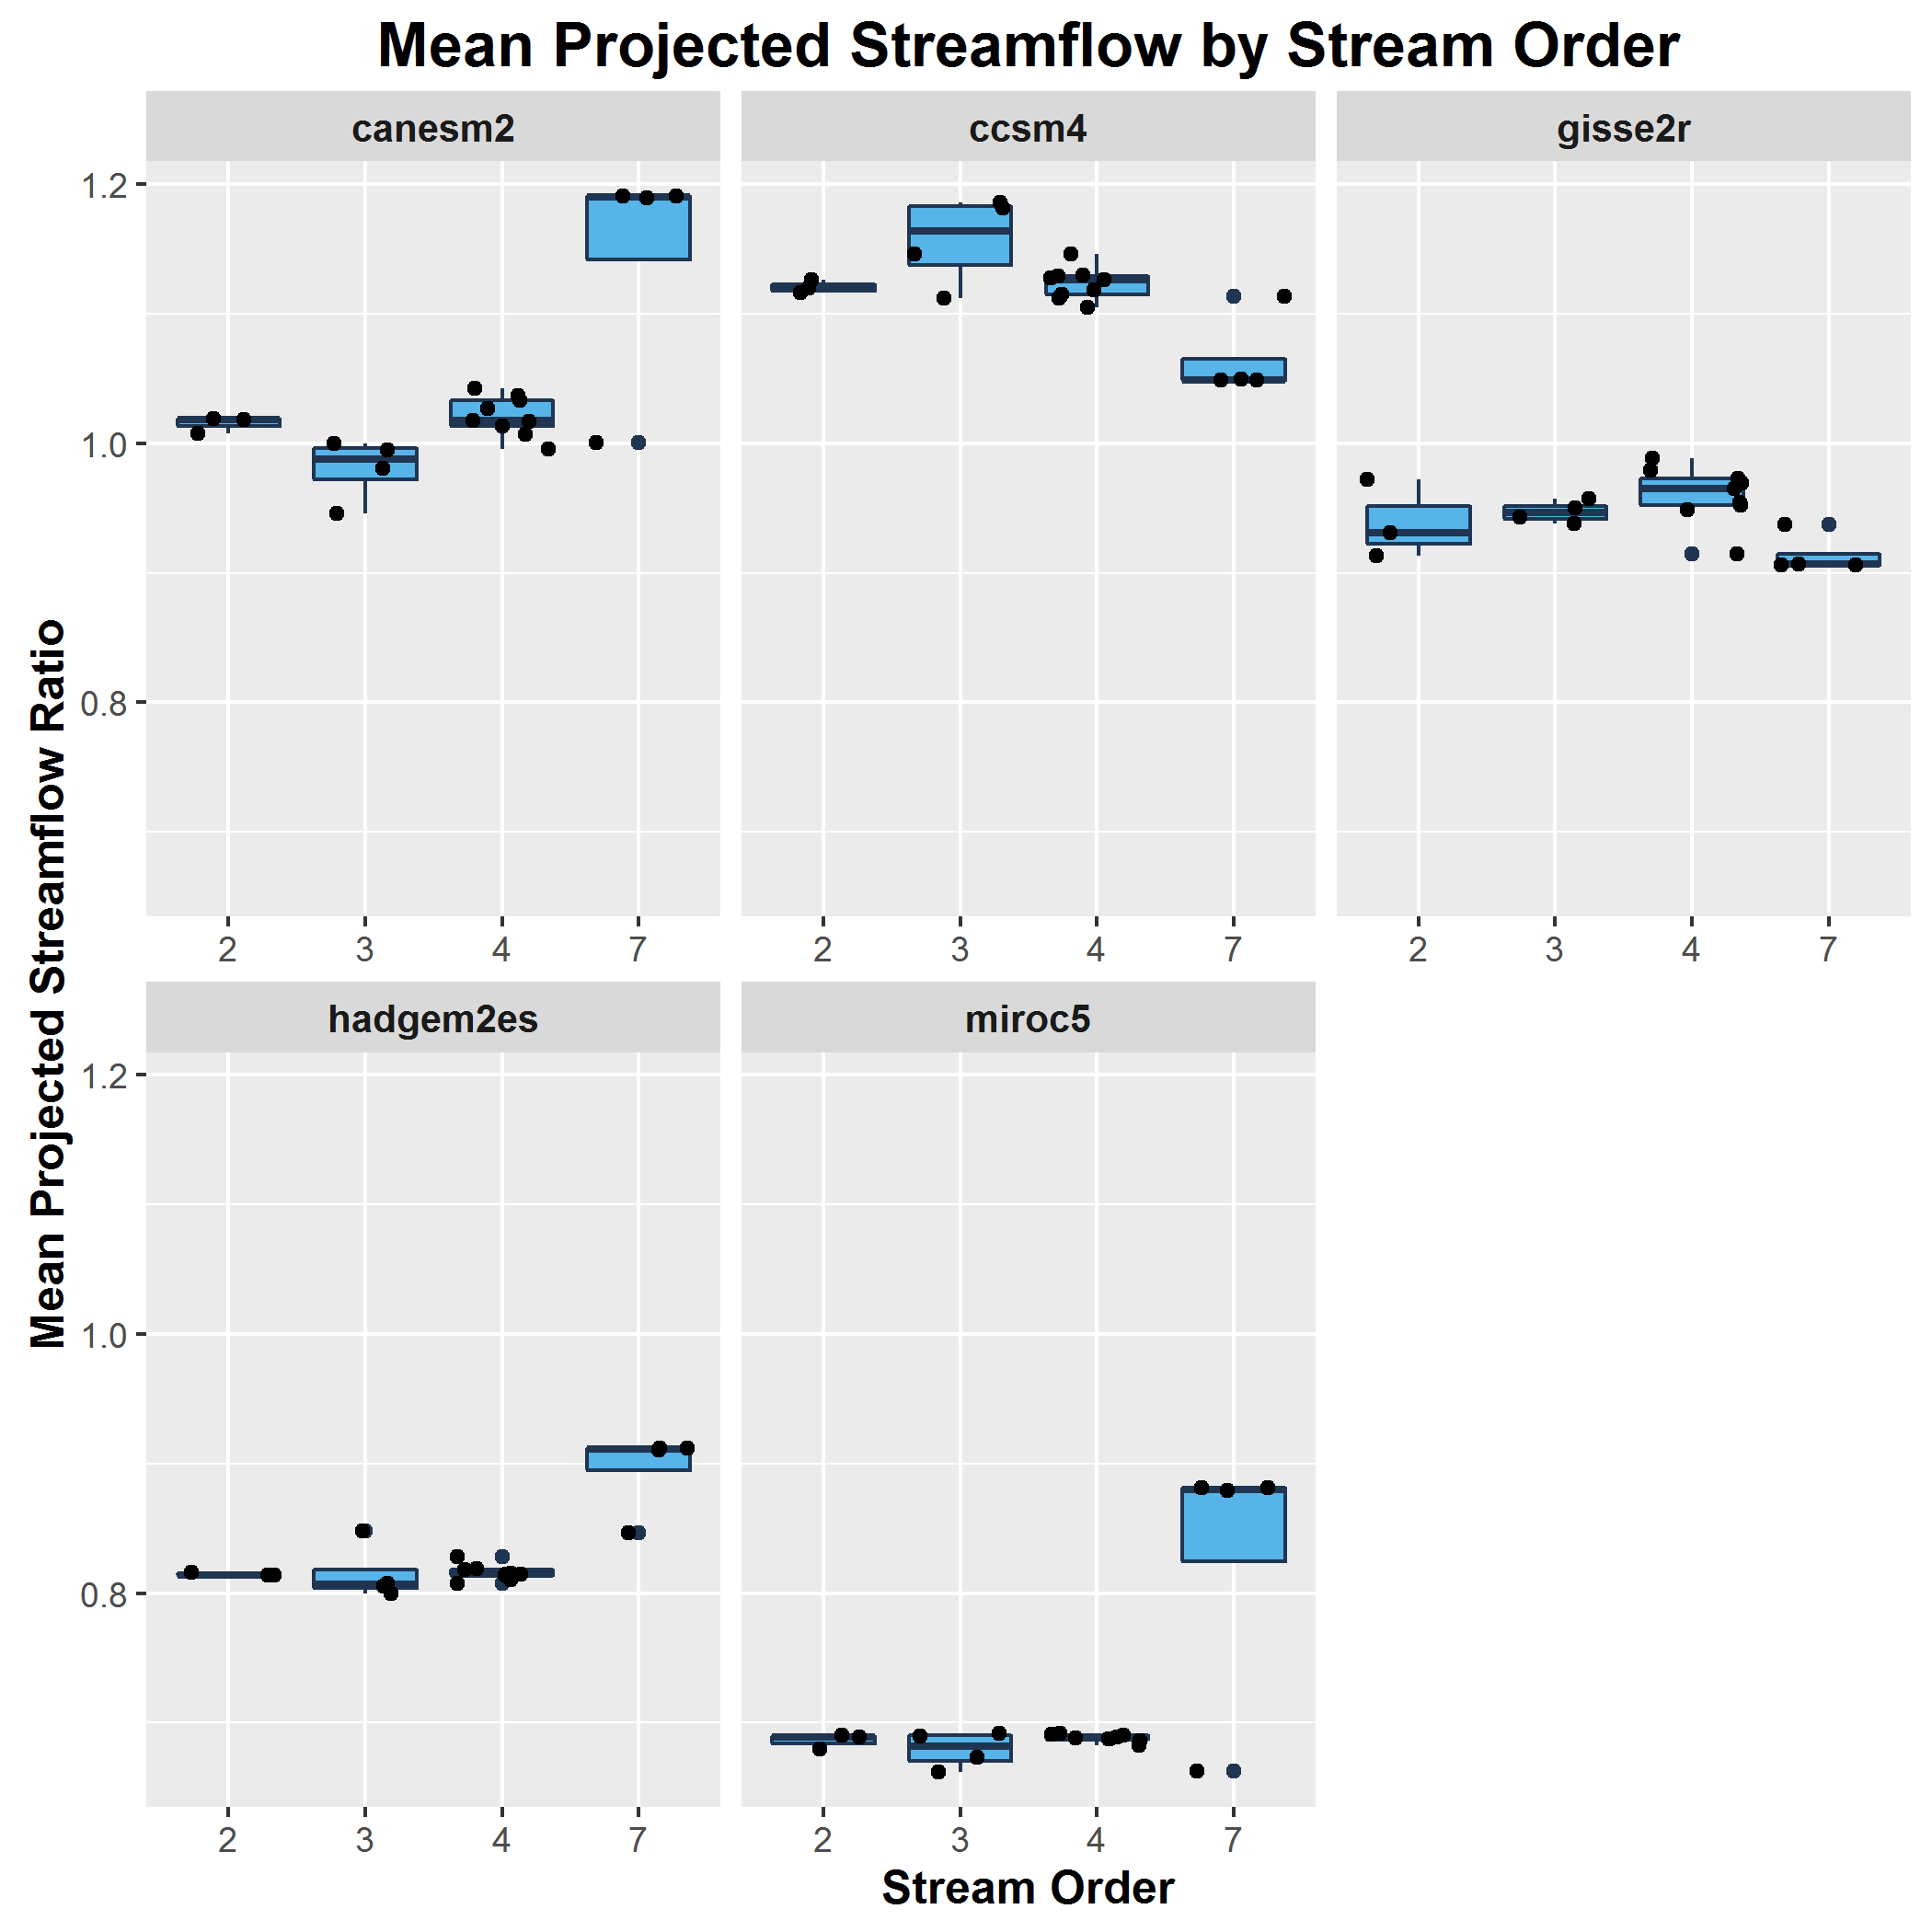 Mean Projected Streamflow by Stream Order
canesm2 ccsm4 gisse2r
1.2
1.0
0.8
2 3 4 7 2 3 4 7 2 3 4 7
Mean Projected Streamflow Ratio
hadgem2es miroc5
1.2
1.0
0.8
2 3 4 7 2 3 4 7
Stream Order